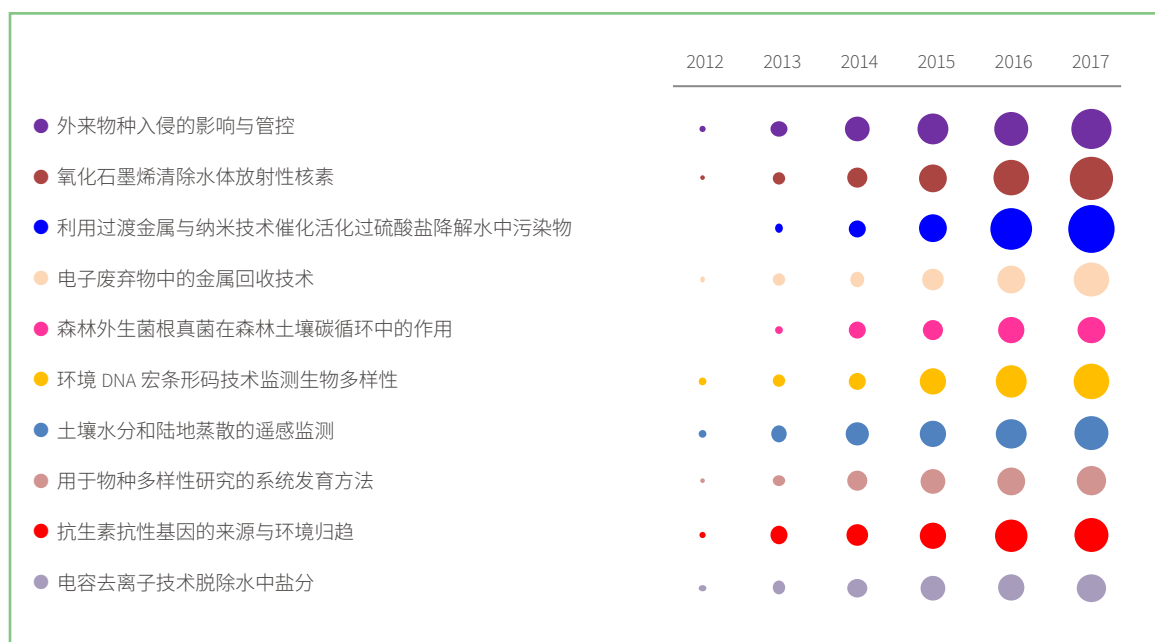 2012 2013 2014 2015 2016 2017
外来物种入侵的影响与管控
氧化石墨烯清除水体放射性核素
利用过渡金属与纳米技术催化活化过硫酸盐降解水中污染物
电子废弃物中的金属回收技术
森林外生菌根真菌在森林土壤碳循环中的作用
环境 DNA 宏条形码技术监测生物多样性
土壤水分和陆地蒸散的遥感监测
用于物种多样性研究的系统发育方法
抗生素抗性基因的来源与环境归趋
电容去离子技术脱除水中盐分